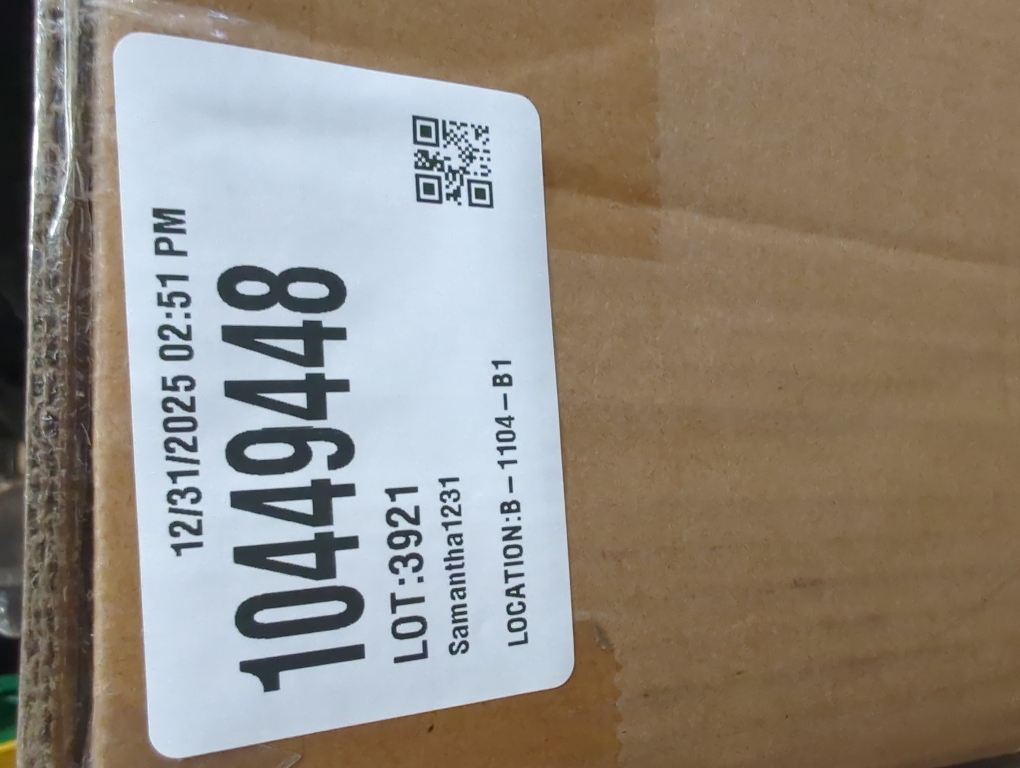 12/31/2025 02:51 PM
10449448
LOT:3921
Samantha1231
LOCATION:B-1104-B1